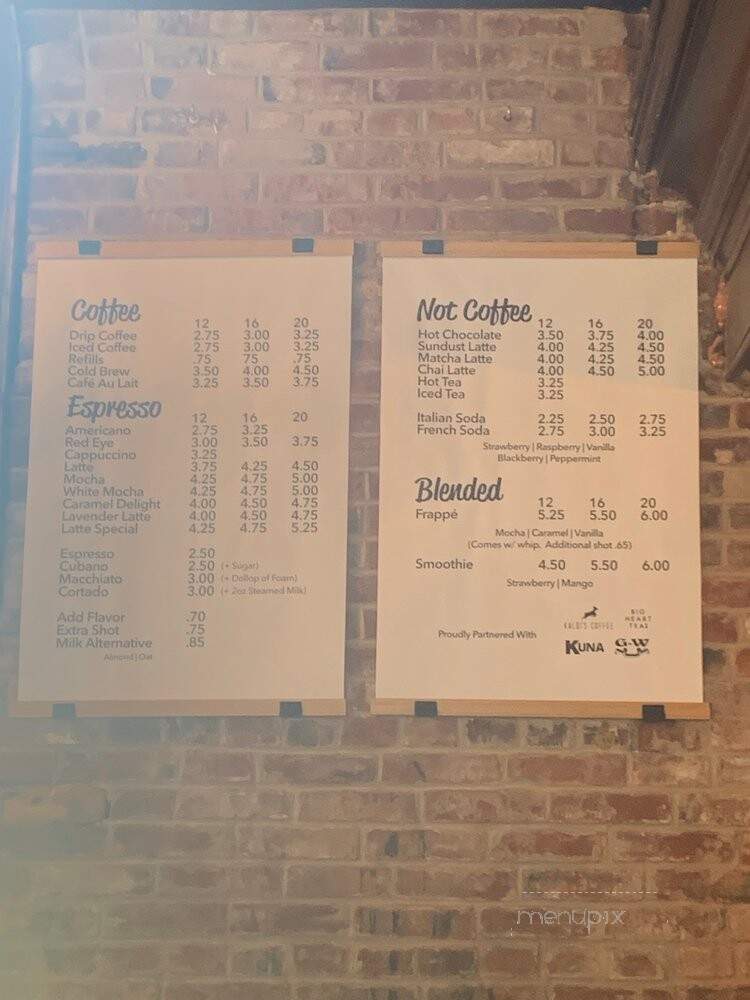 Coffee
12 16 20
Drip Coffee 2.75 3.00 3.25
Iced Coffee 2.75 3.00 3.25
Refills .75 75 .75
Cold Brew 3.50 4.00 4.50
Café Au Lait 3.25 3.50 3.75
Espresso
12 16 20
Americano 2.75 3.25
Red Eye 3.00 3.50 3.75
Cappuccino 3.25
Latte 3.75 4.25 4.50
Mocha 4.25 4.75 5.00
White Mocha 4.25 4.75 5.00
Caramel Delight 4.00 4.50 4.75
Lavender Latte 4.00 4.50 4.75
Latte Special 4.25 4.75 5.25
Espresso 2.50
Cubano 2.50 (+ Sugar)
Macchiato 3.00 (+ Dollop of Foam)
Cortado 3.00 (+ 2oz Steamed Milk)
Add Flavor .70
Extra Shot .75
Milk Alternative .85
Almond | Oat
Not Coffee
12 16 20
Hot Chocolate 3.50 3.75 4.00
Sundust Latte 4.00 4.25 4.50
Matcha Latte 4.00 4.25 4.50
Chai Latte 4.00 4.50 5.00
Hot Tea 3.25
Iced Tea 3.25
Italian Soda 2.25 2.50 2.75
French Soda 2.75 3.00 3.25
Strawberry | Raspberry | Vanilla
Blackberry | Peppermint
Blended
12 16 20
Frappé 5.25 5.50 6.00
Mocha | Caramel | Vanilla
(Comes w/ whip. Additional shot .65)
Smoothie 4.50 5.50 6.00
Strawberry | Mango
Proudly Partnered With
KALDI'S COFFEE
BIG HEART TEA
KUNA
G·W
menupix